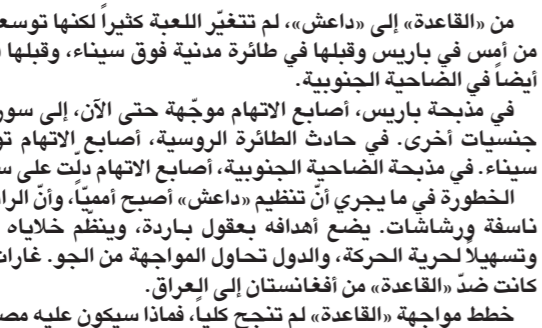 من «القاعدة» إلى «داعش»، لم تتغيّر اللعبة كثيراً لكنها توسع
من أمس في باريس وقبلها في طائرة مدنية فوق سيناء، وقبلها
أيضاً في الضاحية الجنوبية.
في مذبحة باريس، أصابع الاتهام موجّهة حتى الآن، إلى سور
جنسيات أخرى. في حادث الطائرة الروسية، أصابع الاتهام تو
سيناء. في مذبحة الضاحية الجنوبية، أصابع الاتهام دلّت على س
الخطورة في ما يجري أنّ تنظيم «داعش» أصبح أمميّاً، وأنّ الرا
ناسفة ورشاشات. يضع أهدافه بعقول بـاردة، وينظّم خلاياه
وتسهيلاً لحرية الحركة، والدول تحاول المواجهة من الجو. غارات
كانت ضدّ «القاعدة» من أفغانستان إلى العراق.
خطط مواجهة «القاعدة» لم تنجح كلياً، فماذا سيكون عليه مص